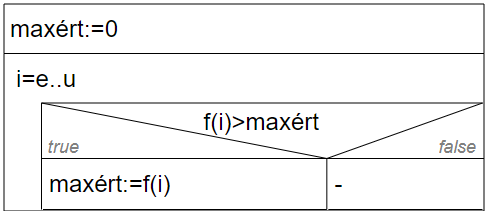 maxért:=0
i=e..u
f(i)>maxért
true
false
maxért:=f(i)
-